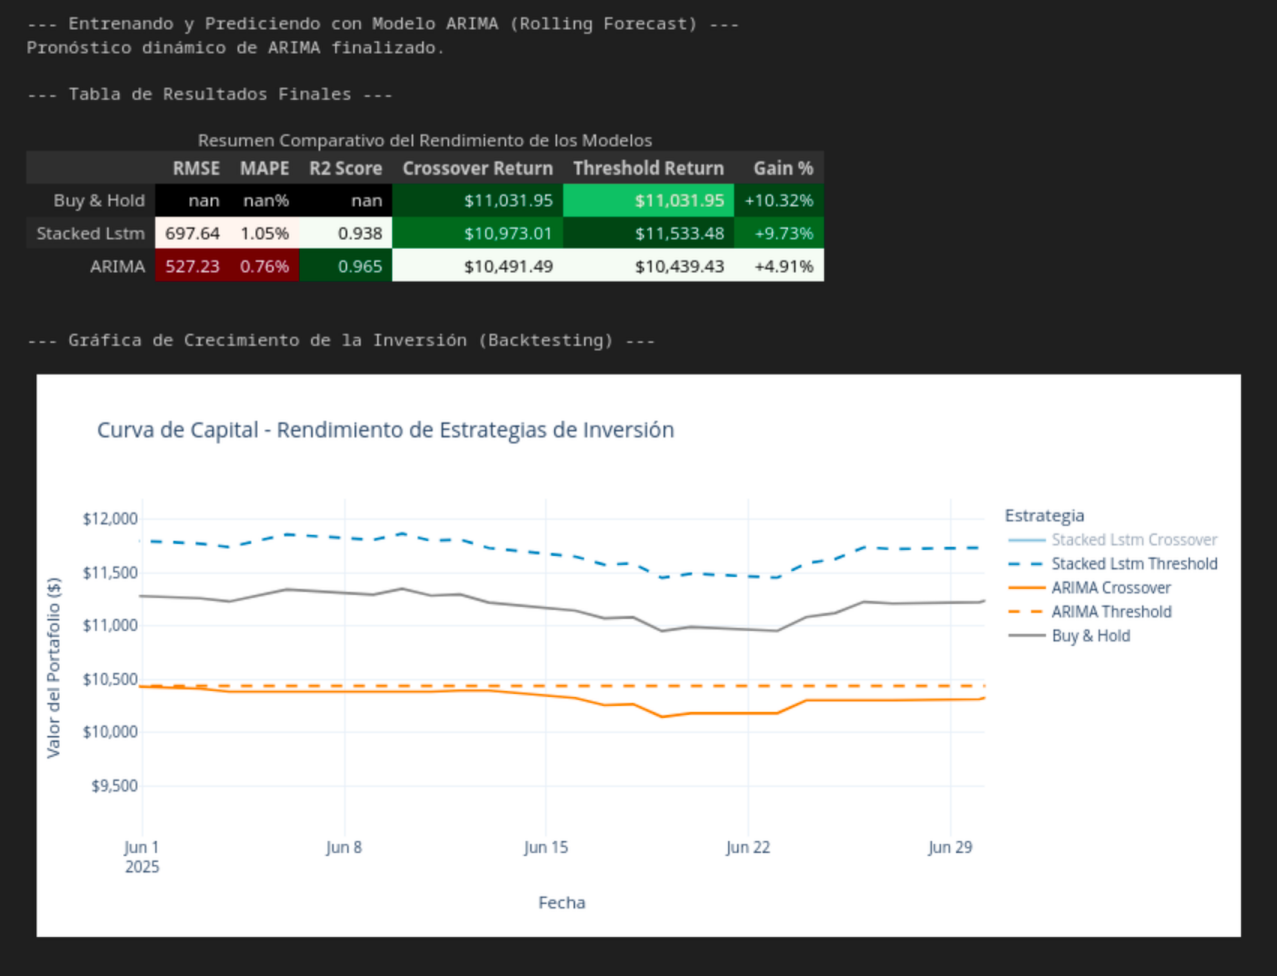 --- Entrenando y Prediciendo con Modelo ARIMA (Rolling Forecast) ---
Pronóstico dinámico de ARIMA finalizado.
--- Tabla de Resultados Finales ---
Resumen Comparativo del Rendimiento de los Modelos
RMSE MAPE R2 Score Crossover Return Threshold Return Gain %
Buy & Hold nan nan% nan $11,031.95 $11,031.95 +10.32%
Stacked Lstm 697.64 1.05% 0.938 $10,973.01 $11,533.48 +9.73%
ARIMA 527.23 0.76% 0.965 $10,491.49 $10,439.43 +4.91%
--- Gráfica de Crecimiento de la Inversión (Backtesting) ---
Curva de Capital - Rendimiento de Estrategias de Inversión
Valor del Portafolio ($)
$12,000
$11,500
$11,000
$10,500
$10,000
$9,500
Jun 1 Jun 8 Jun 15 Jun 22 Jun 29
2025
Fecha
Estrategia
Stacked Lstm Crossover
Stacked Lstm Threshold
ARIMA Crossover
ARIMA Threshold
Buy & Hold